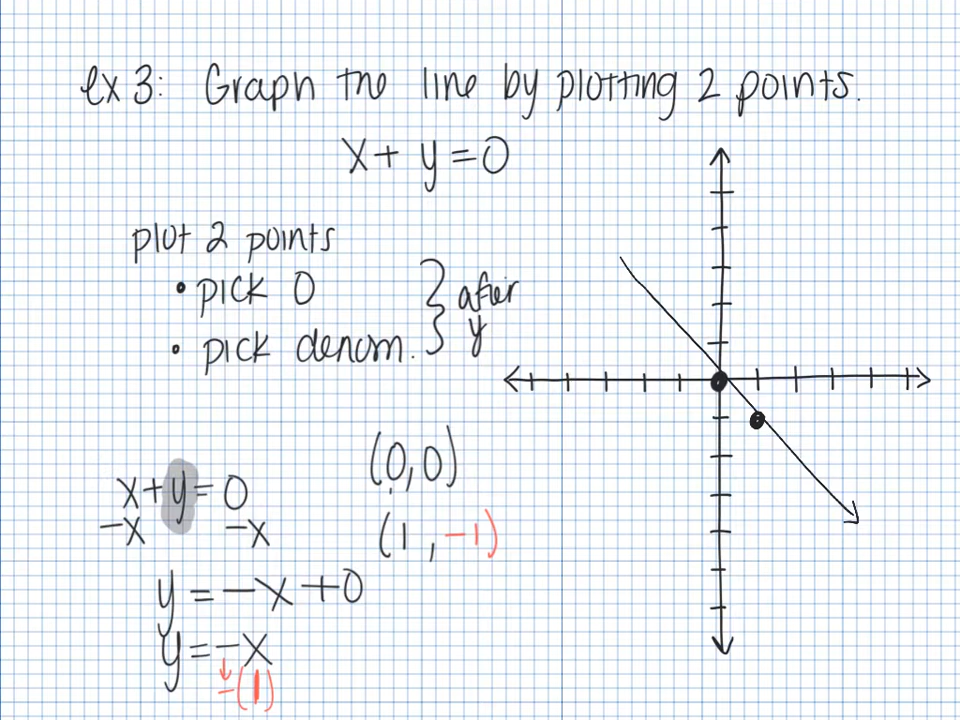 ex 3: Graph the line by plotting 2 points.
x + y = 0
plot 2 points
• pick 0
• pick denom.
} after
y
x + y = 0
-x -x
y = -x + 0
y = -x
↓
-(1)
(0,0)
(1, -1)